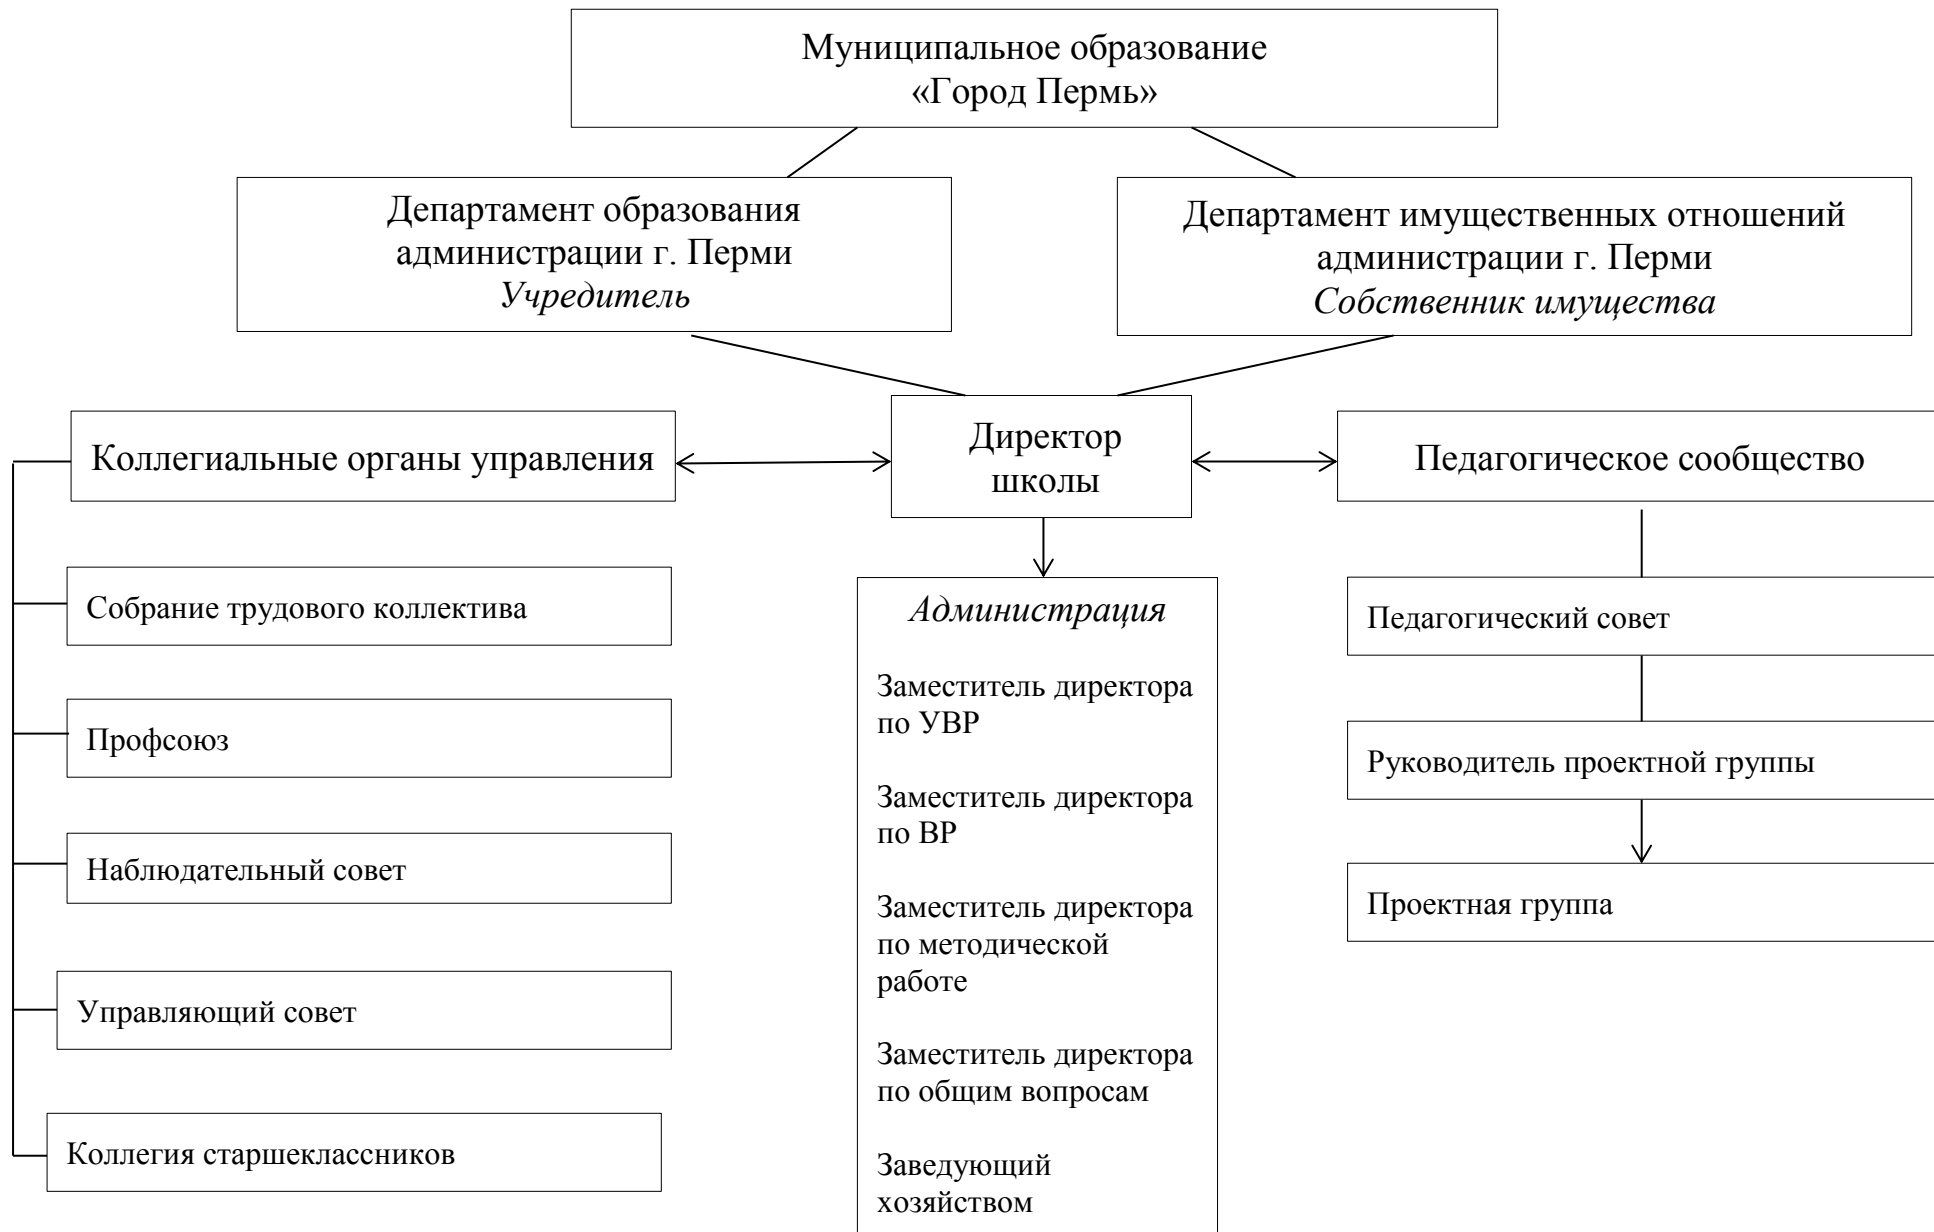 Муниципальное образование
«Город Пермь»
Департамент образования
администрации г. Перми
Учредитель
Департамент имущественных отношений
администрации г. Перми
Собственник имущества
Коллегиальные органы управления
Директор
школы
Педагогическое сообщество
Собрание трудового коллектива
Профсоюз
Наблюдательный совет
Управляющий совет
Коллегия старшеклассников
Администрация
Заместитель директора
по УВР
Заместитель директора
по ВР
Заместитель директора
по методической
работе
Заместитель директора
по общим вопросам
Заведующий
хозяйством
Педагогический совет
Руководитель проектной группы
Проектная группа